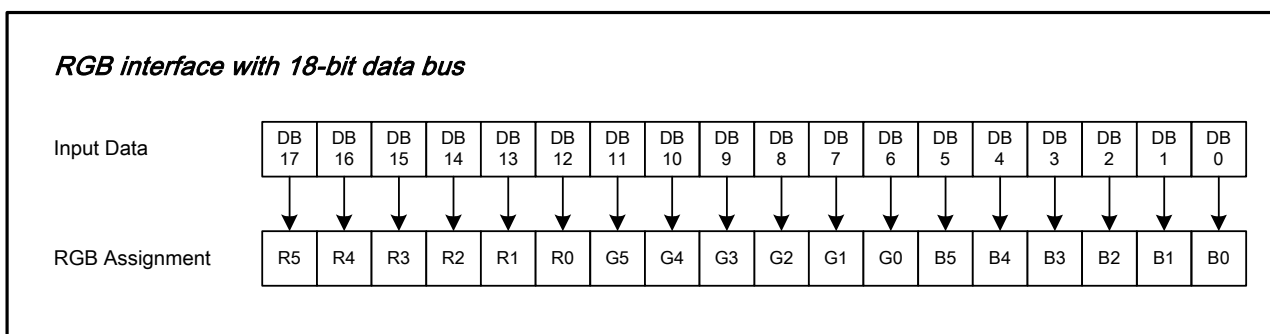 RGB interface with 18-bit data bus
Input Data
DB DB DB DB DB DB DB DB DB DB DB DB DB DB DB DB DB DB
17 16 15 14 13 12 11 10 9 8 7 6 5 4 3 2 1 0
RGB Assignment R5 R4 R3 R2 R1 R0 G5 G4 G3 G2 G1 G0 B5 B4 B3 B2 B1 B0